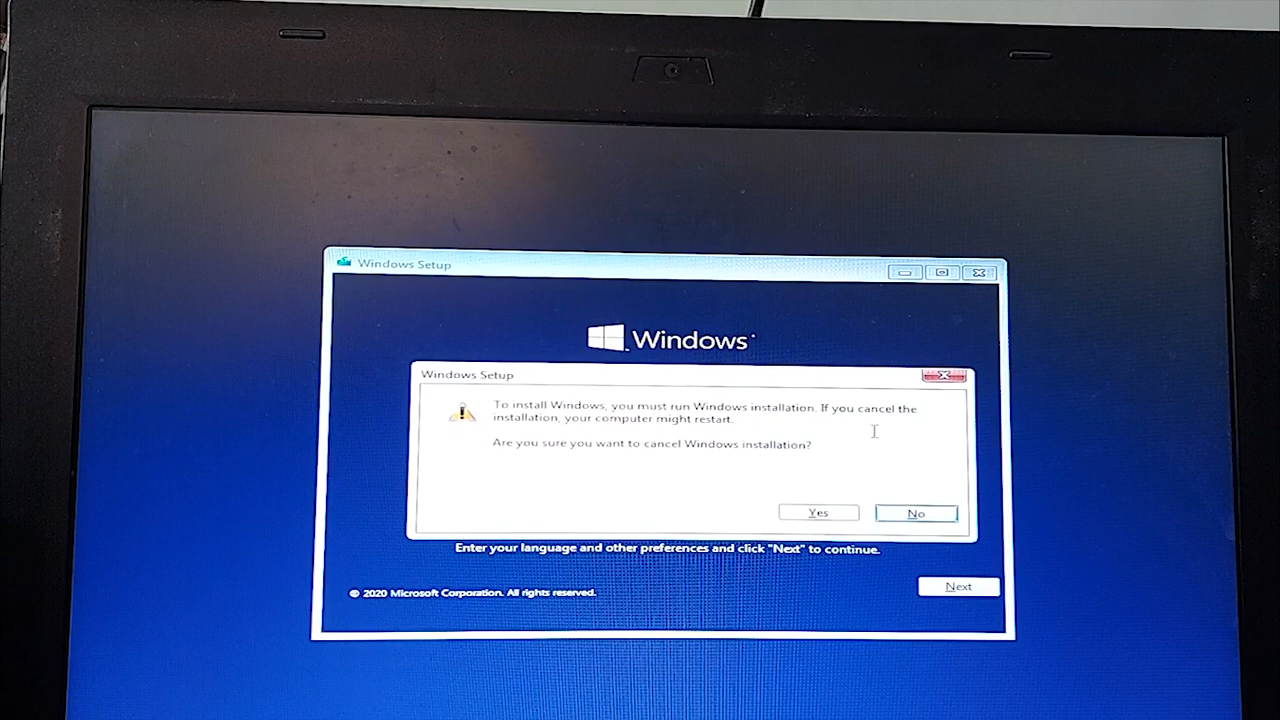 Windows Setup
Windows
Windows Setup
To install Windows, you must run Windows installation. If you cancel the
installation, your computer might restart.
Are you sure you want to cancel Windows installation?
Yes
No
Enter your language and other preferences and click "Next" to continue.
Next
© 2020 Microsoft Corporation. All rights reserved.